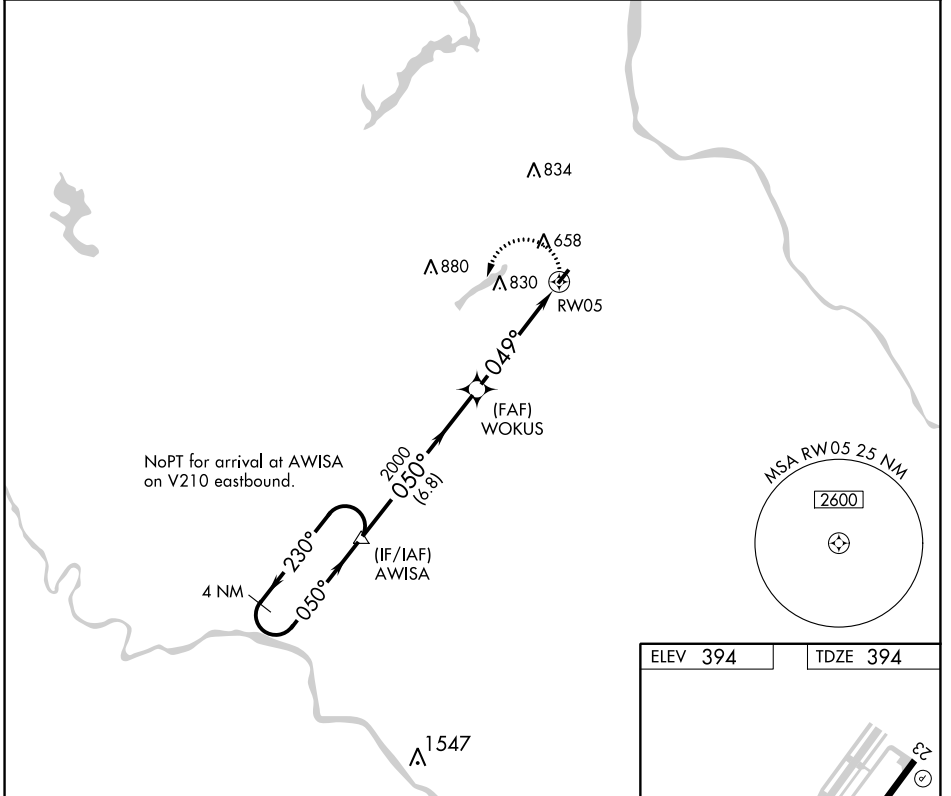 834
658
880
830
RW05
049°
(FAF)
WOKUS
NoPT for arrival at AWISA
on V210 eastbound.
2000
050°
(6.8)
MSA RW05 25 NM
2600
230°
(IF/IAF)
AWISA
4 NM
050°
ELEV 394
TDZE 394
1547
23